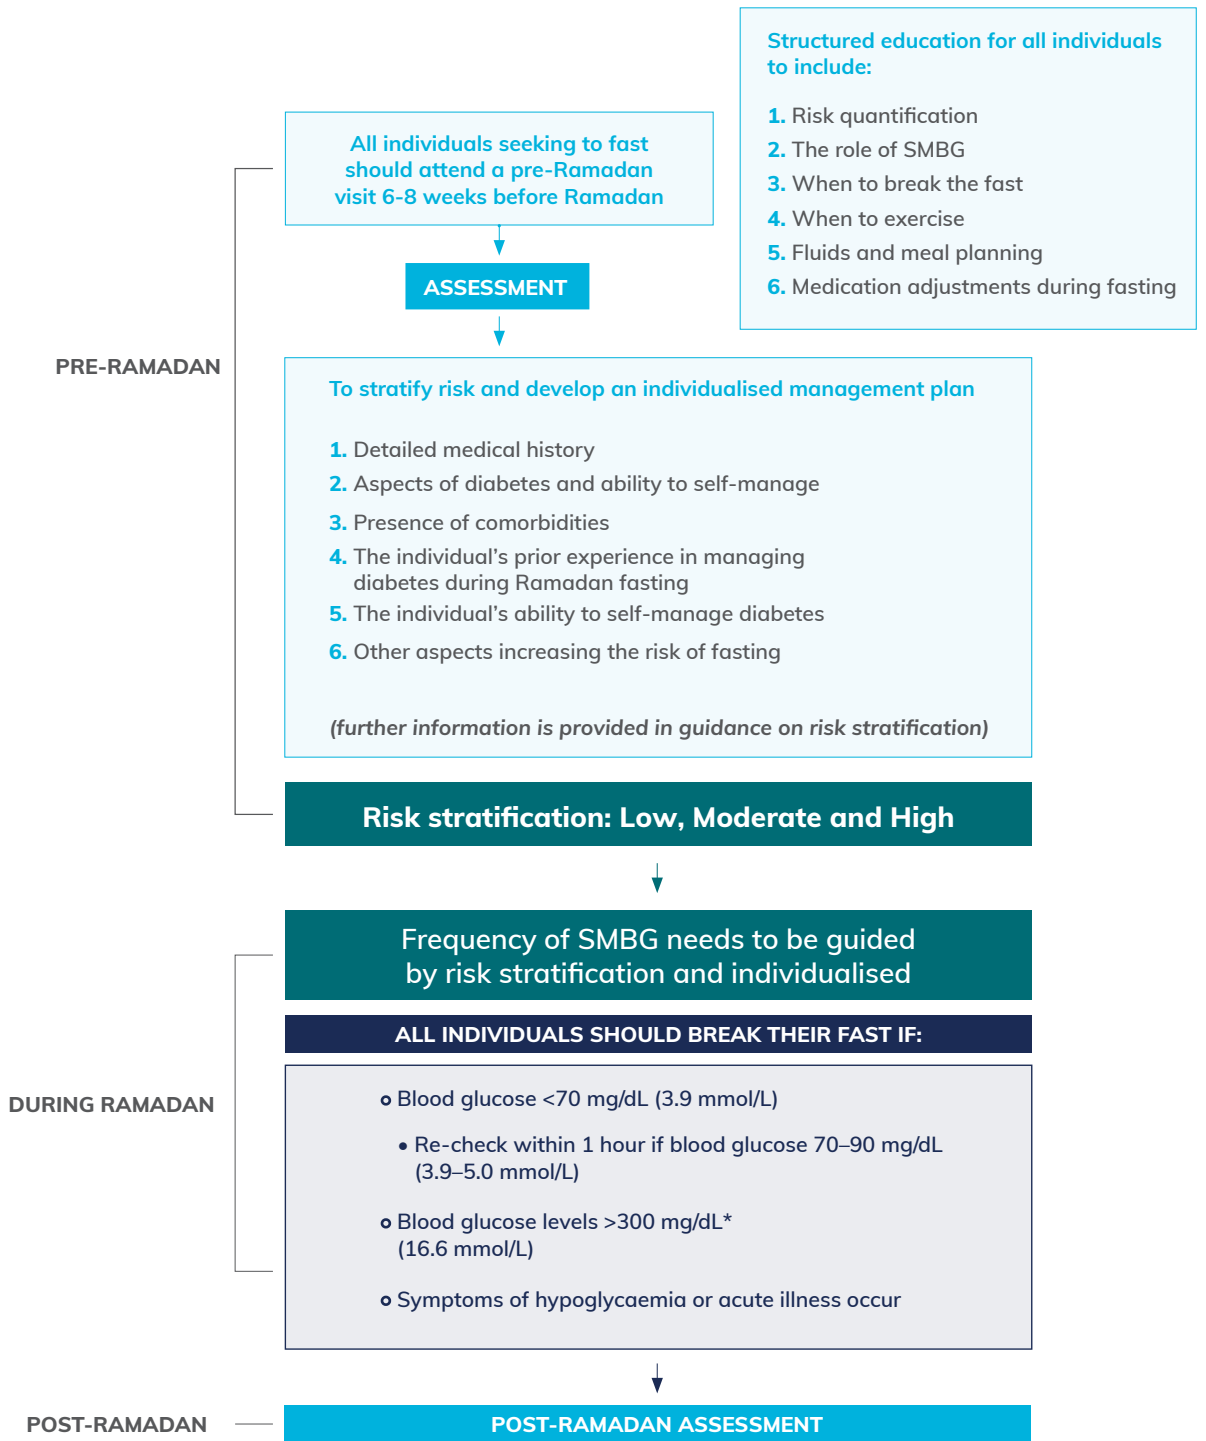 Structured education for all individuals
to include:
1. Risk quantification
2. The role of SMBG
3. When to break the fast
4. When to exercise
5. Fluids and meal planning
6. Medication adjustments during fasting
All individuals seeking to fast
should attend a pre-Ramadan
visit 6-8 weeks before Ramadan
ASSESSMENT
PRE-RAMADAN
To stratify risk and develop an individualised management plan
1. Detailed medical history
2. Aspects of diabetes and ability to self-manage
3. Presence of comorbidities
4. The individual’s prior experience in managing
diabetes during Ramadan fasting
5. The individual’s ability to self-manage diabetes
6. Other aspects increasing the risk of fasting
(further information is provided in guidance on risk stratification)
Risk stratification: Low, Moderate and High
Frequency of SMBG needs to be guided
by risk stratification and individualised
ALL INDIVIDUALS SHOULD BREAK THEIR FAST IF:
DURING RAMADAN
Blood glucose <70 mg/dL (3.9 mmol/L)
• Re-check within 1 hour if blood glucose 70–90 mg/dL
(3.9–5.0 mmol/L)
Blood glucose levels >300 mg/dL*
(16.6 mmol/L)
Symptoms of hypoglycaemia or acute illness occur
POST-RAMADAN
POST-RAMADAN ASSESSMENT